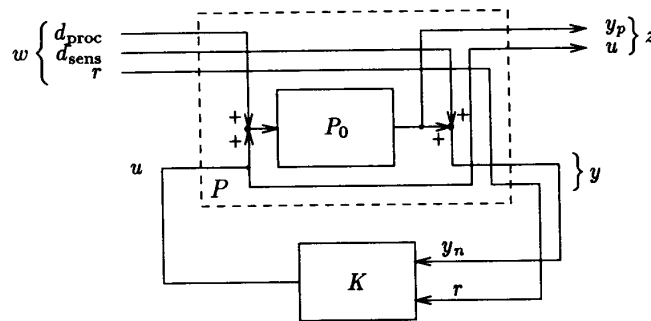 w { d_proc
d_sens
r
y_p
u } z
+
+
P_0
+
+
u
P
} y
K
y_n
r